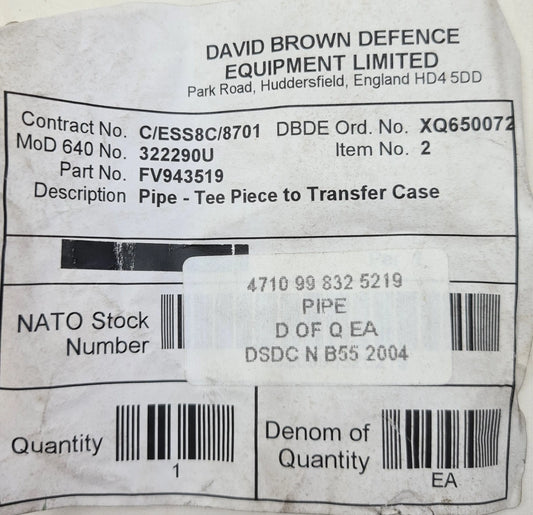 DAVID BROWN DEFENCE
EQUIPMENT LIMITED
Park Road, Huddersfield, England HD4 5DD
Contract No. C/ESS8C/8701 DBDE Ord. No. XQ650072
MoD 640 No. 322290U Item No. 2
Part No. FV943519
Description Pipe - Tee Piece to Transfer Case
4710 99 832 5219
PIPE
D OF Q EA
DSDC N B55 2004
NATO Stock
Number
Quantity
1
Denom of
Quantity
EA